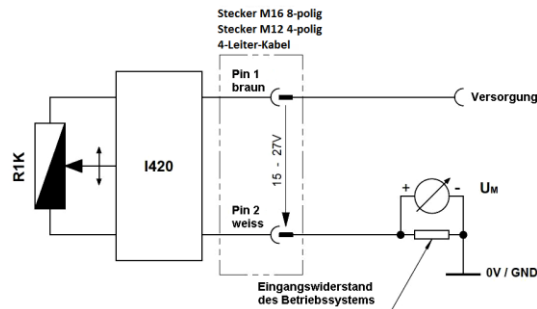 Stecker M16 8-polig
Stecker M12 4-polig
4-Leiter-Kabel
Pin 1
braun
Versorgung
R1K
I420
15 - 27V
+ - UM
Pin 2
weiss
0V / GND
Eingangswiderstand
des Betriebssystems